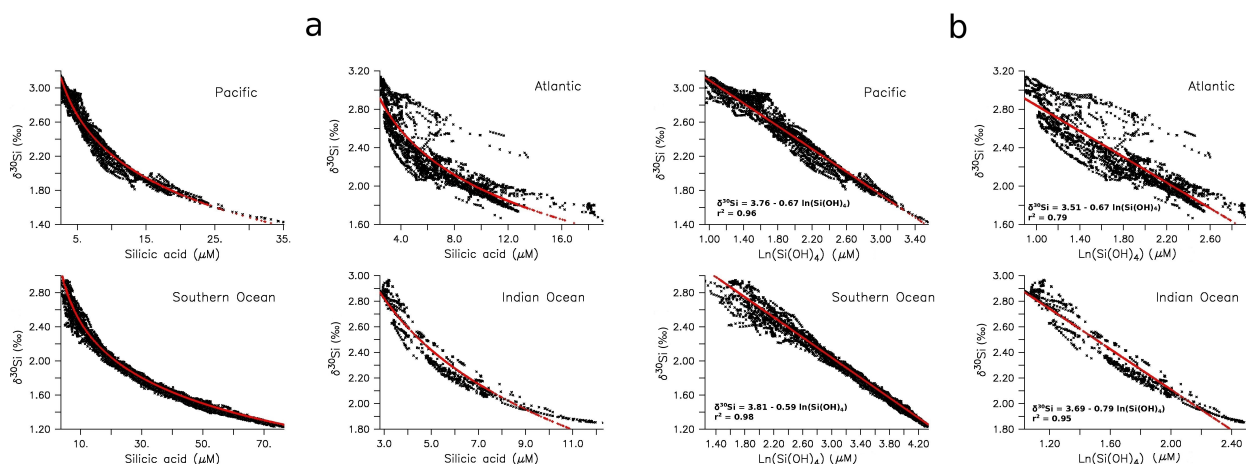 a
b
3.00
2.60
2.20
1.80
1.40
δ³⁰Si (‰)
Pacific
5.
15.
25.
35.
Silicic acid (μM)
3.20
2.80
2.40
2.00
1.60
δ³⁰Si (‰)
Atlantic
4.0
8.0
12.0
16.0
Silicic acid (μM)
3.00
2.60
2.20
1.80
1.40
δ³⁰Si (‰)
Pacific
δ³⁰Si = 3.76 - 0.67 ln(Si(OH)₄)
r² = 0.96
1.00 1.40 1.80 2.20 2.60 3.00 3.40
Ln(Si(OH)₄) (μM)
3.20
2.80
2.40
2.00
1.60
δ³⁰Si (‰)
Atlantic
δ³⁰Si = 3.51 - 0.67 ln(Si(OH)₄)
r² = 0.79
1.00 1.40 1.80 2.20 2.60
Ln(Si(OH)₄) (μM)
2.80
2.40
2.00
1.60
1.20
δ³⁰Si (‰)
Southern Ocean
10.
30.
50.
70.
Silicic acid (μM)
3.00
2.80
2.60
2.40
2.20
2.00
1.80
δ³⁰Si (‰)
Indian Ocean
3.0
5.0
7.0
9.0
11.0
Silicic acid (μM)
2.80
2.40
2.00
1.60
1.20
δ³⁰Si (‰)
Southern Ocean
δ³⁰Si = 3.81 - 0.59 ln(Si(OH)₄)
r² = 0.98
1.40 1.80 2.20 2.60 3.00 3.40 3.80 4.20
Ln(Si(OH)₄) (μM)
3.00
2.80
2.60
2.40
2.20
2.00
1.80
δ³⁰Si (‰)
Indian Ocean
δ³⁰Si = 3.69 - 0.79 ln(Si(OH)₄)
r² = 0.95
1.20
1.60
2.00
2.40
Ln(Si(OH)₄) (μM)